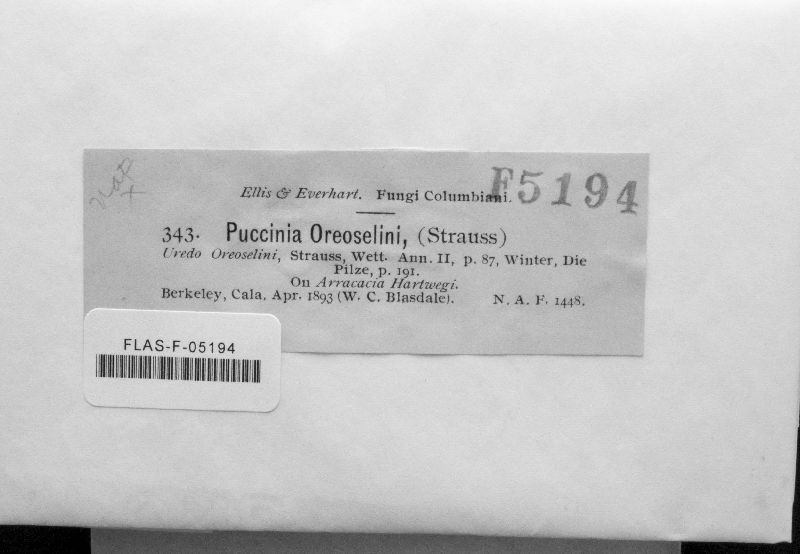 F5194
Ellis & Everhart. Fungi Columbiani.
343. Puccinia Oreoselini, (Strauss)
Uredo Oreoselini, Strauss, Wett. Ann. II, p. 87, Winter, Die
Pilze, p. 191.
On Arracacia Hartwegi.
Berkeley, Cala. Apr. 1893 (W. C. Blasdale). N. A. F. 1448.
FLAS-F-05194